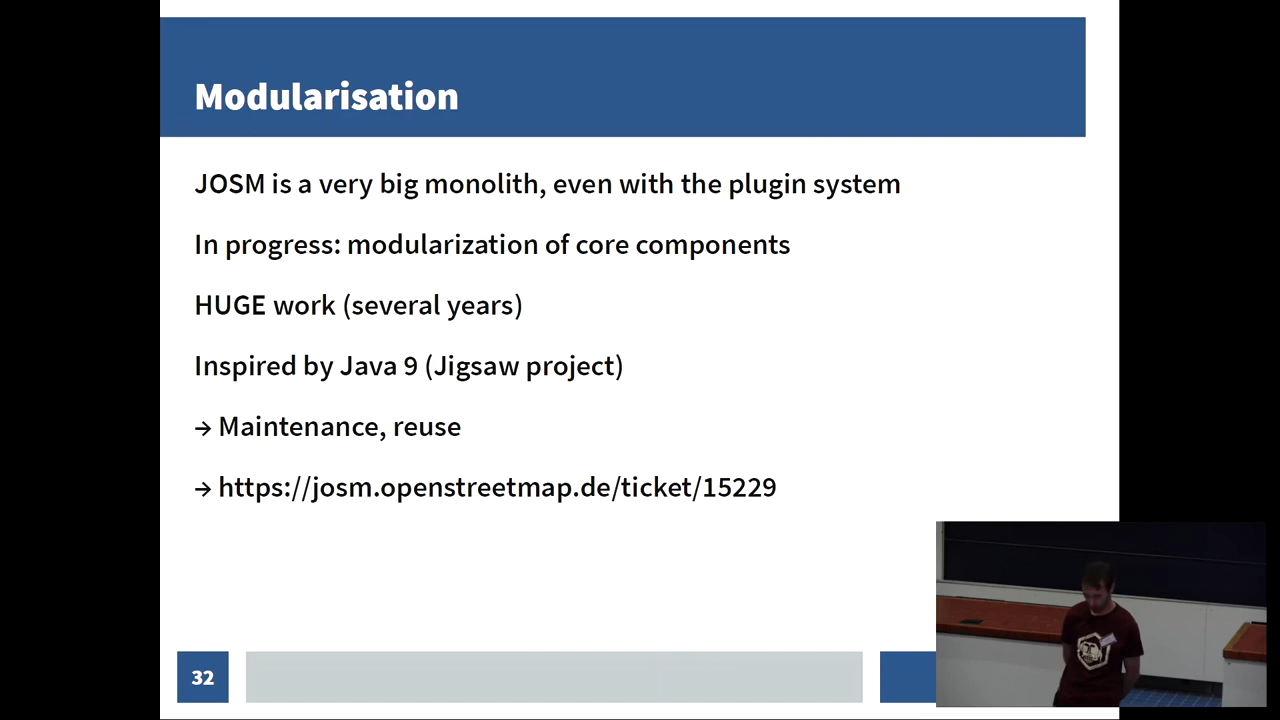 Modularisation
JOSM is a very big monolith, even with the plugin system
In progress: modularization of core components
HUGE work (several years)
Inspired by Java 9 (Jigsaw project)
→ Maintenance, reuse
→ https://josm.openstreetmap.de/ticket/15229
32